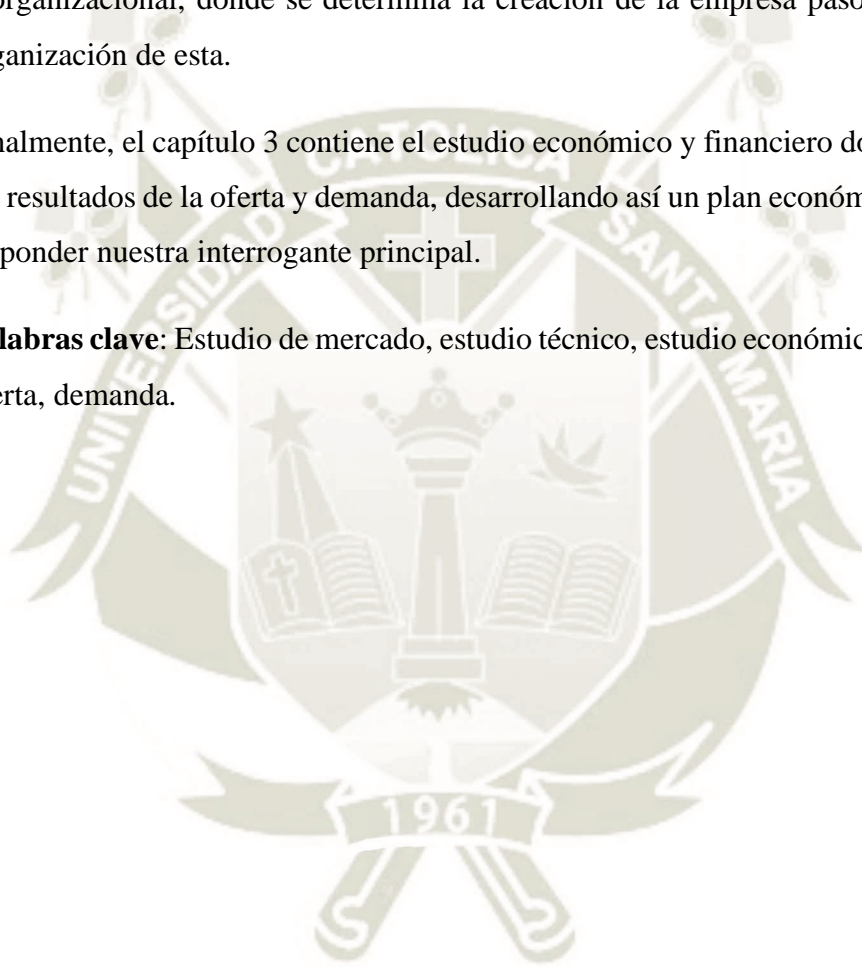 organizacional, donde se determina la creación de la empresa paso
ganización de esta.
nalmente, el capítulo 3 contiene el estudio económico y financiero do
resultados de la oferta y demanda, desarrollando así un plan económ
ponder nuestra interrogante principal.
labras clave: Estudio de mercado, estudio técnico, estudio económic
erta, demanda.
UNIVERSIDAD CATOLICA SANTA MARIA
1961